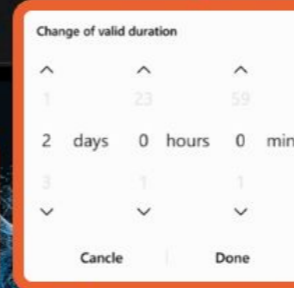 Change of valid duration
1 23 59
2 days 0 hours 0 min
3 1 1
Cancle Done